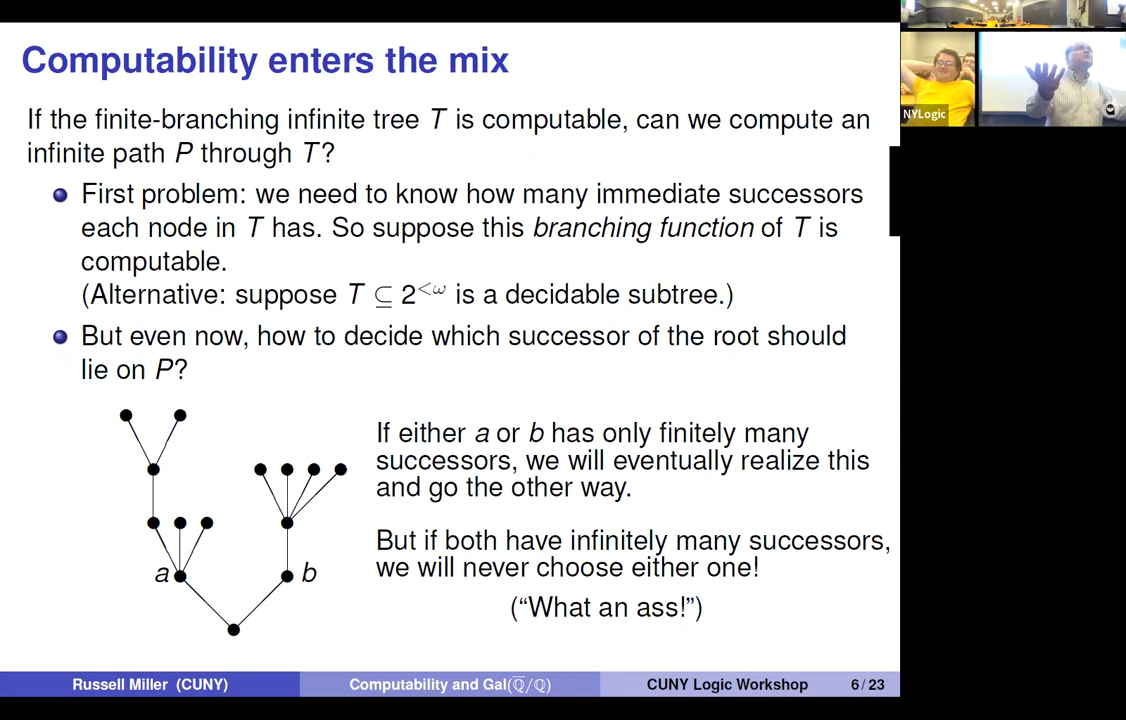 Computability enters the mix
If the finite-branching infinite tree T is computable, can we compute an
infinite path P through T?
First problem: we need to know how many immediate successors
each node in T has. So suppose this branching function of T is
computable.
(Alternative: suppose T ⊆ 2^{<ω} is a decidable subtree.)
But even now, how to decide which successor of the root should
lie on P?
If either a or b has only finitely many
successors, we will eventually realize this
and go the other way.
But if both have infinitely many successors,
we will never choose either one!
(“What an ass!”)
a
b
Russell Miller (CUNY)
Computability and Gal(ℚ̅/ℚ)
CUNY Logic Workshop
6 / 23
NYLogic